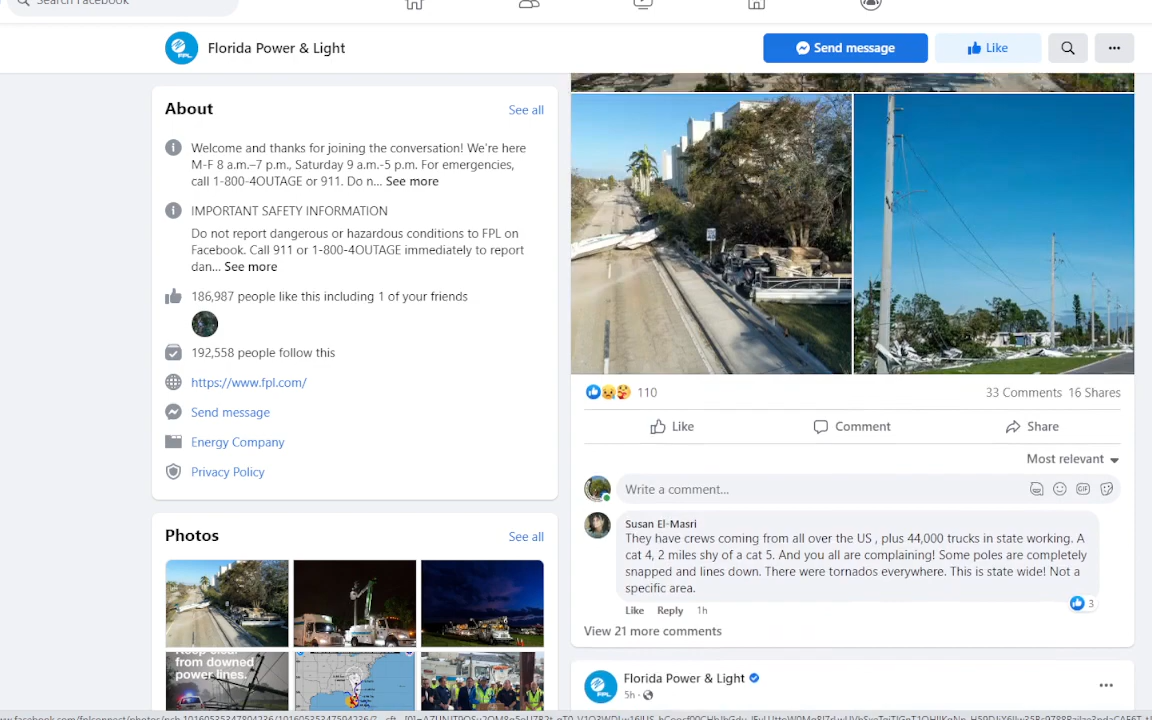 Search Facebook
Florida Power & Light
Send message
Like
About
See all
Welcome and thanks for joining the conversation! We're here
M-F 8 a.m.–7 p.m., Saturday 9 a.m.-5 p.m. For emergencies,
call 1-800-4OUTAGE or 911. Do n... See more
IMPORTANT SAFETY INFORMATION
Do not report dangerous or hazardous conditions to FPL on
Facebook. Call 911 or 1-800-4OUTAGE immediately to report
dan... See more
186,987 people like this including 1 of your friends
192,558 people follow this
https://www.fpl.com/
Send message
Energy Company
Privacy Policy
Photos
See all
Keep clear
from downed
power lines.
110
33 Comments 16 Shares
Like
Comment
Share
Most relevant
Write a comment...
GIF
Susan El-Masri
They have crews coming from all over the US , plus 44,000 trucks in state working. A
cat 4, 2 miles shy of a cat 5. And you all are complaining! Some poles are completely
snapped and lines down. There were tornados everywhere. This is state wide! Not a
specific area.
3
Like Reply 1h
View 21 more comments
FPL
Florida Power & Light
5h